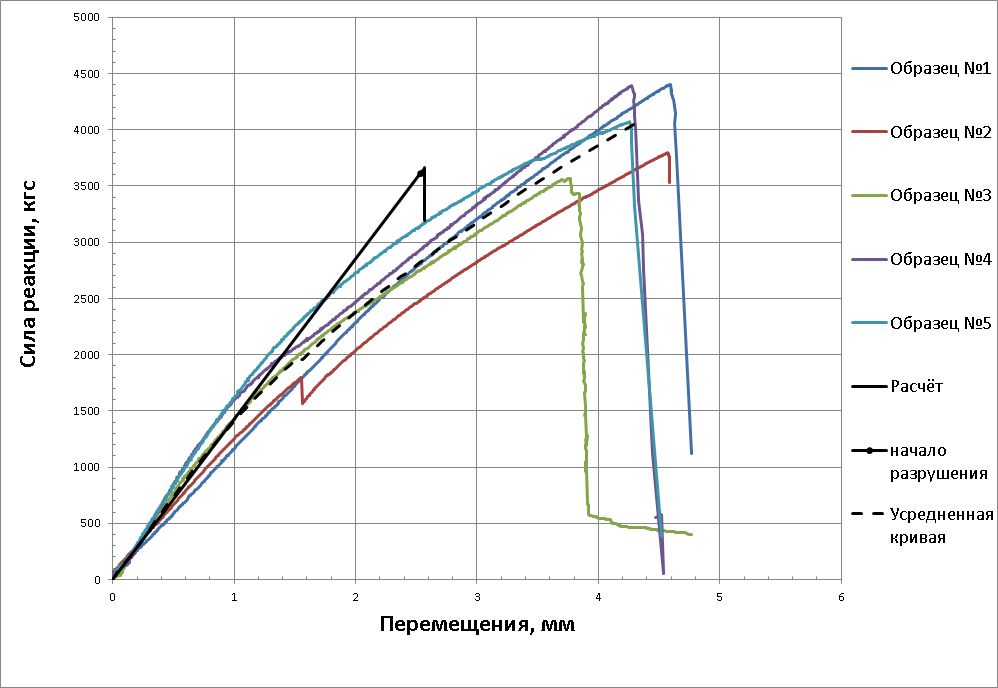 5000
4500
4000
3500
3000
2500
2000
1500
1000
500
0
Сила реакции, кгс
0 1 2 3 4 5 6
Перемещения, мм
Образец №1
Образец №2
Образец №3
Образец №4
Образец №5
Расчёт
начало
разрушения
Усредненная
кривая